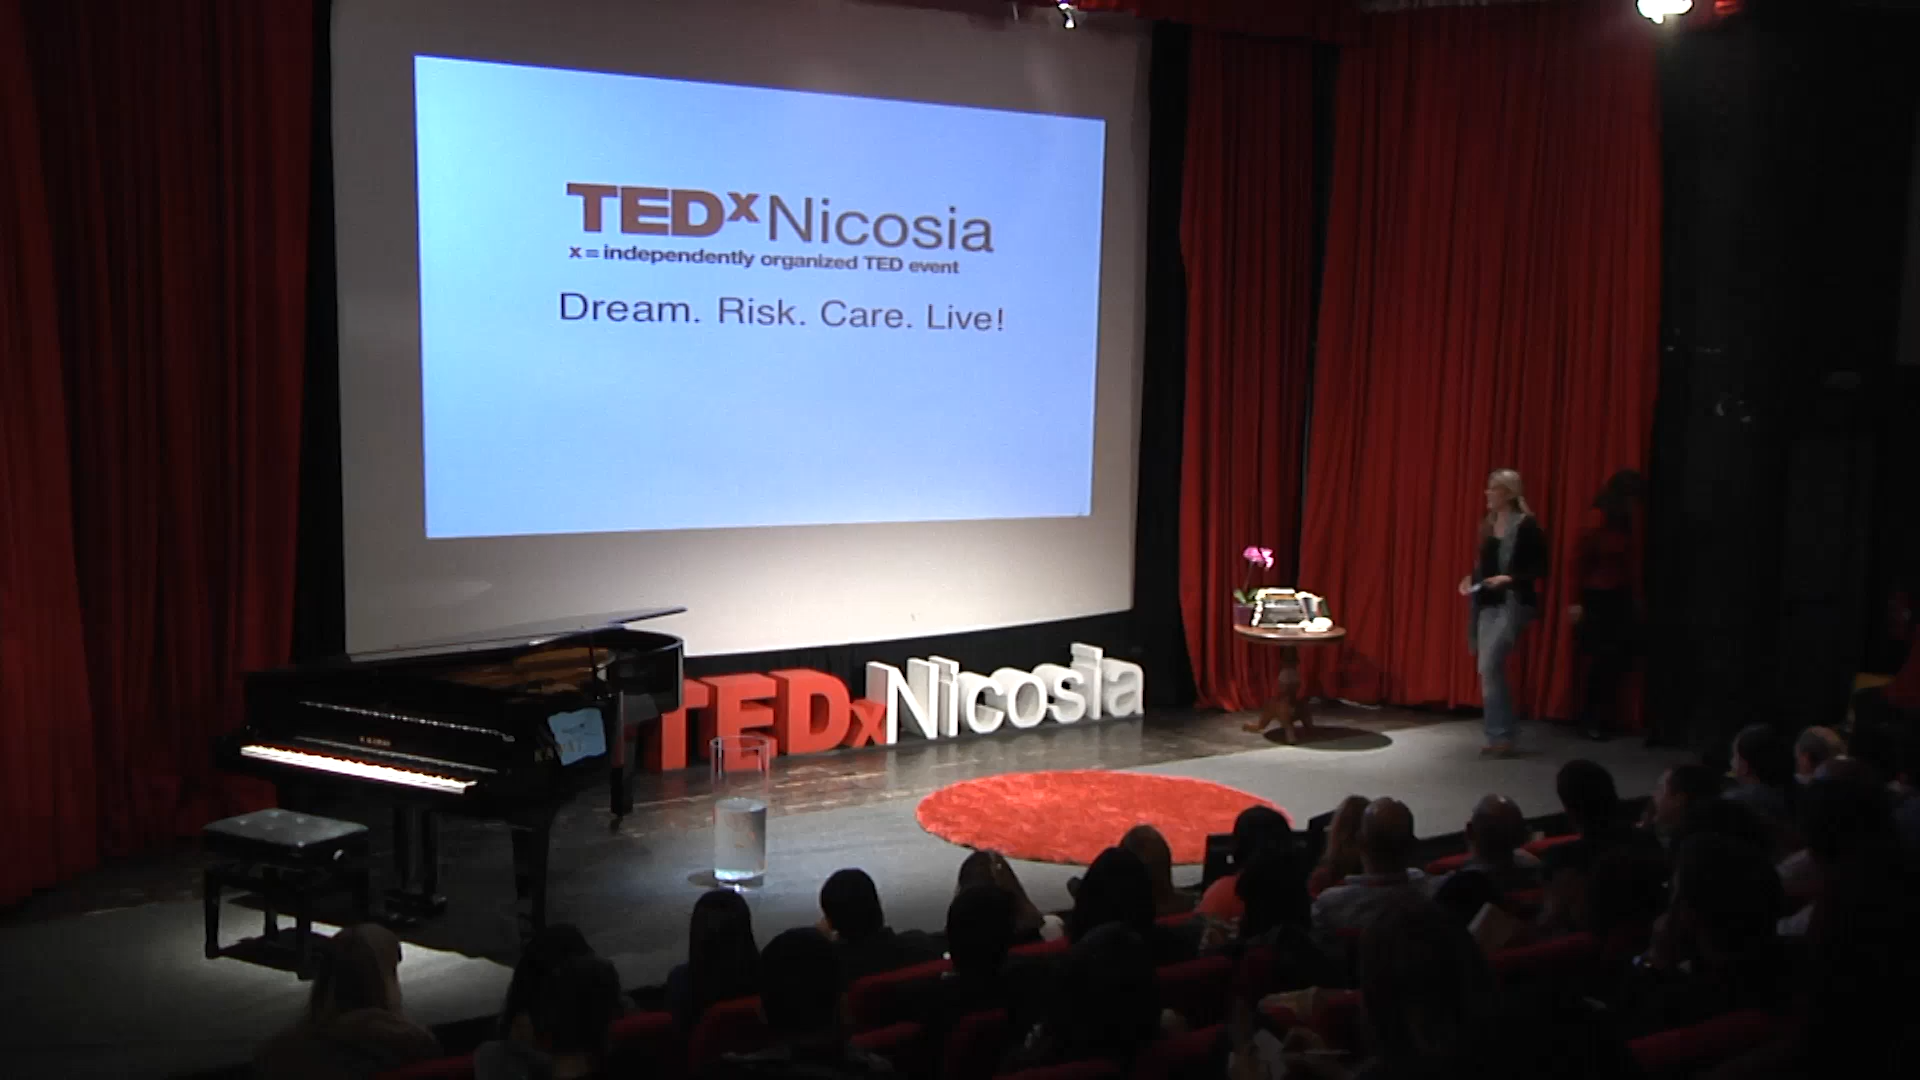 TEDxNicosia
x = independently organized TED event
Dream. Risk. Care. Live!
TEDxNicosia